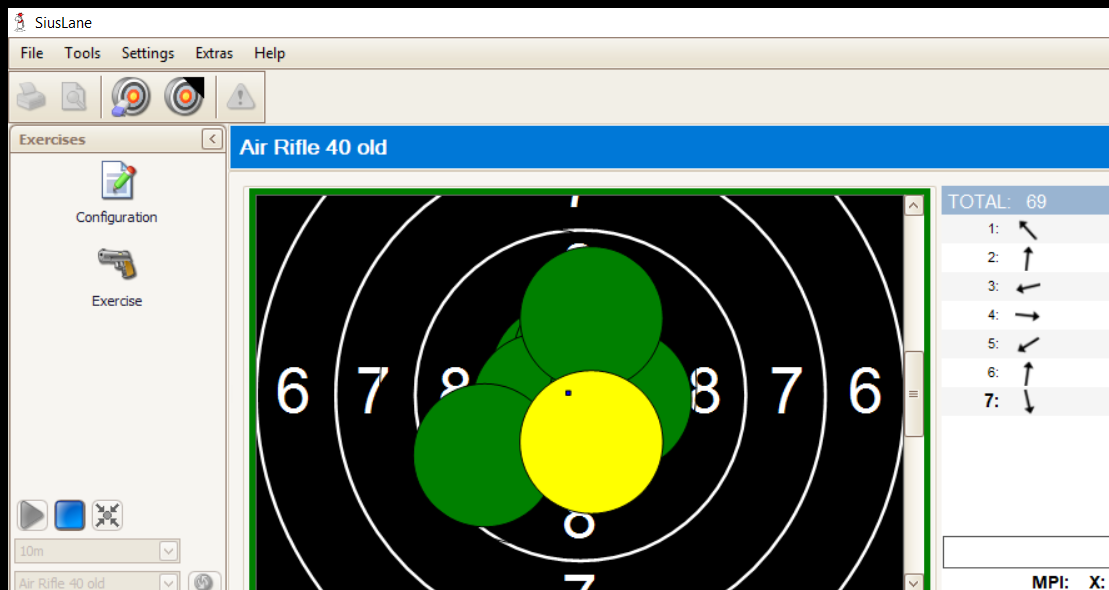 SiusLane
File Tools Settings Extras Help
Exercises
Air Rifle 40 old
Configuration
Exercise
10m
Air Rifle 40 old
7
6 7 8 8 7 6
8
7
TOTAL: 69
1:
2:
3:
4:
5:
6:
7:
MPI: X: